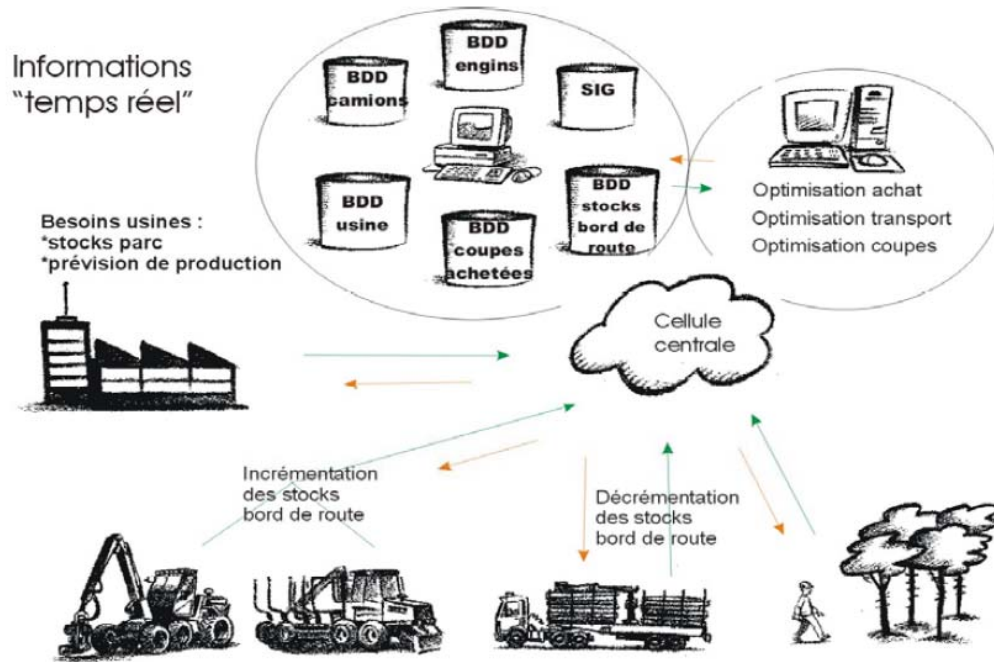 Informations
"temps réel"
BDD
camions
BDD
engins
SIG
BDD
usine
BDD
coupes
achetées
BDD
stocks
bord de
route
Optimisation achat
Optimisation transport
Optimisation coupes
Besoins usines :
*stocks parc
*prévision de production
Cellule
centrale
Incrémentation
des stocks
bord de route
Décrémentation
des stocks
bord de route